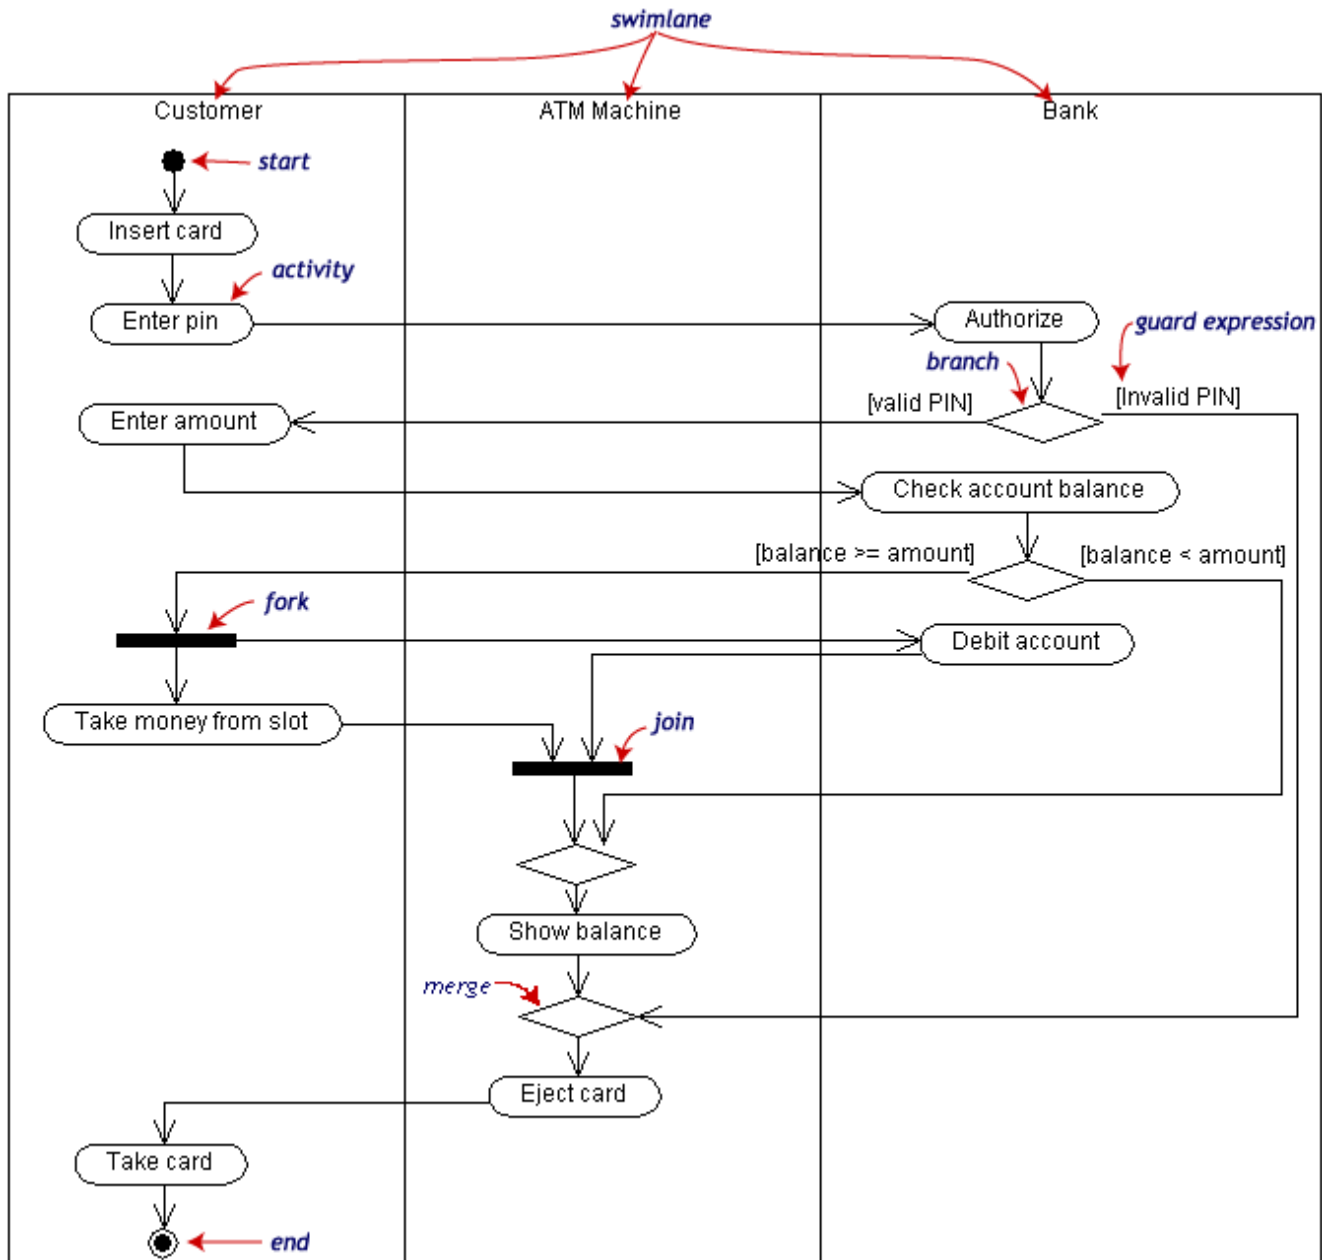 swimlane
Customer
ATM Machine
Bank
start
Insert card
activity
Enter pin
Authorize
guard expression
branch
[valid PIN]
[Invalid PIN]
Enter amount
Check account balance
[balance >= amount]
[balance < amount]
fork
Debit account
Take money from slot
join
Show balance
merge
Eject card
Take card
end